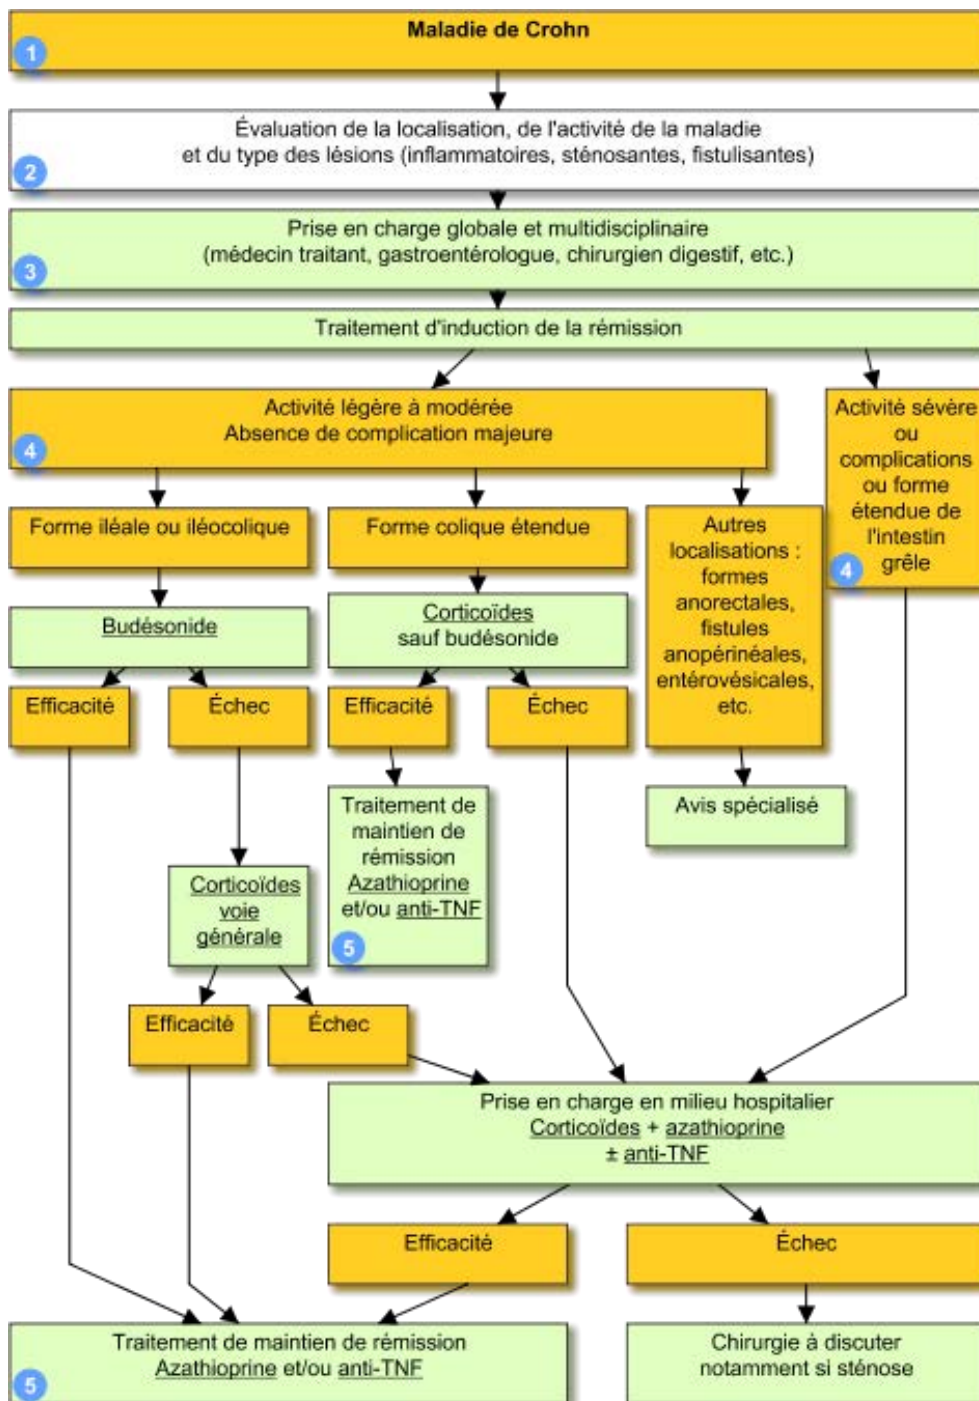 Maladie de Crohn
1
Évaluation de la localisation, de l'activité de la maladie
et du type des lésions (inflammatoires, sténosantes, fistulisantes)
2
Prise en charge globale et multidisciplinaire
(médecin traitant, gastroentérologue, chirurgien digestif, etc.)
3
Traitement d'induction de la rémission
Activité légère à modérée
Absence de complication majeure
4
Activité sévère
ou
complications
ou forme
étendue de
l'intestin
grêle
4
Forme iléale ou iléocolique
Forme colique étendue
Autres
localisations :
formes
anorectales,
fistules
anopérinéales,
entérovésicales,
etc.
Budésonide
Corticoïdes
sauf budésonide
Efficacité
Échec
Efficacité
Échec
Traitement de
maintien de
rémission
Azathioprine
et/ou anti-TNF
5
Avis spécialisé
Corticoïdes
voie
générale
Efficacité
Échec
Prise en charge en milieu hospitalier
Corticoïdes + azathioprine
± anti-TNF
Efficacité
Échec
Traitement de maintien de rémission
Azathioprine et/ou anti-TNF
5
Chirurgie à discuter
notamment si sténose